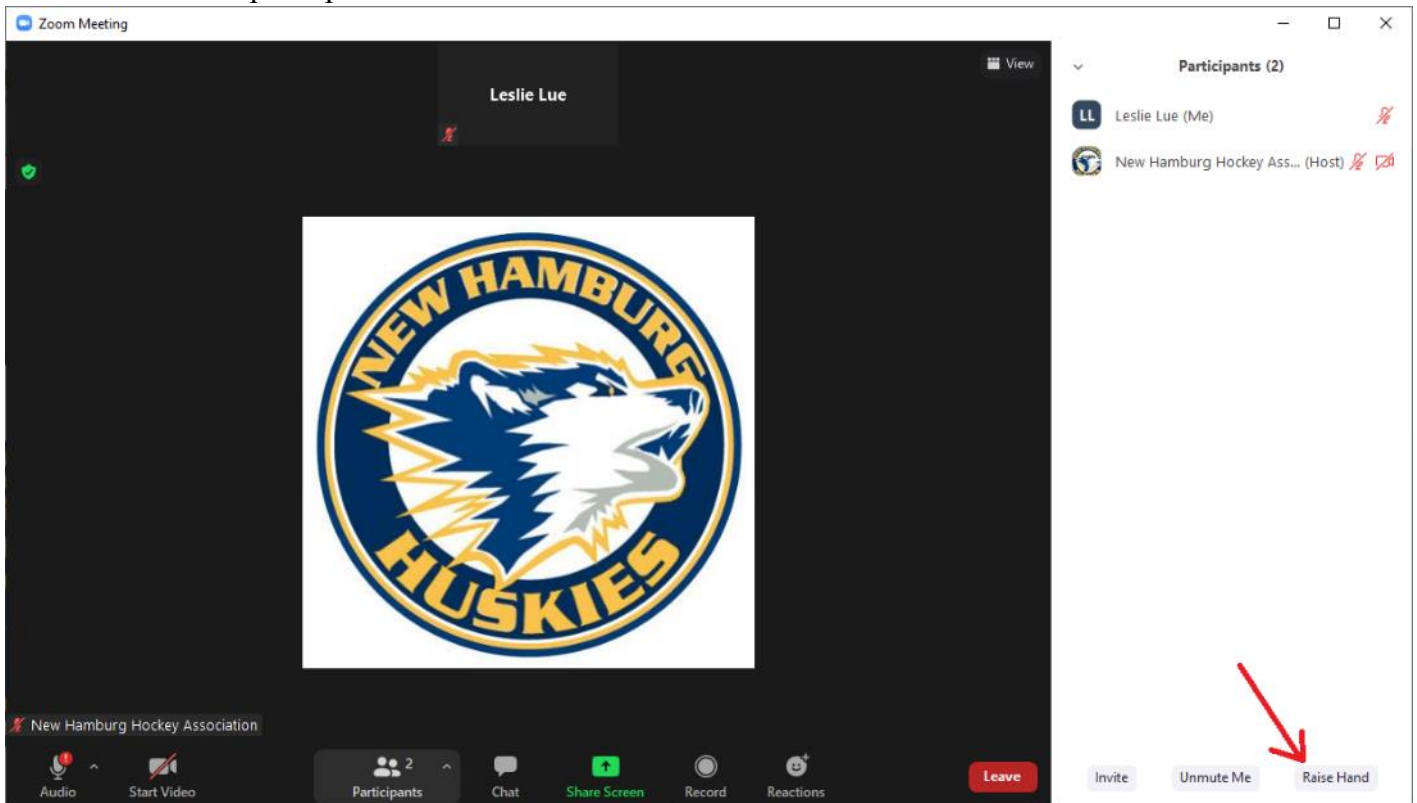 Zoom Meeting
View
Leslie Lue
Participants (2)
LL
Leslie Lue (Me)
New Hamburg Hockey Ass... (Host)
NEW HAMBURG
HUSKIES
New Hamburg Hockey Association
2
Audio
Start Video
Participants
Chat
Share Screen
Record
Reactions
Leave
Invite
Unmute Me
Raise Hand